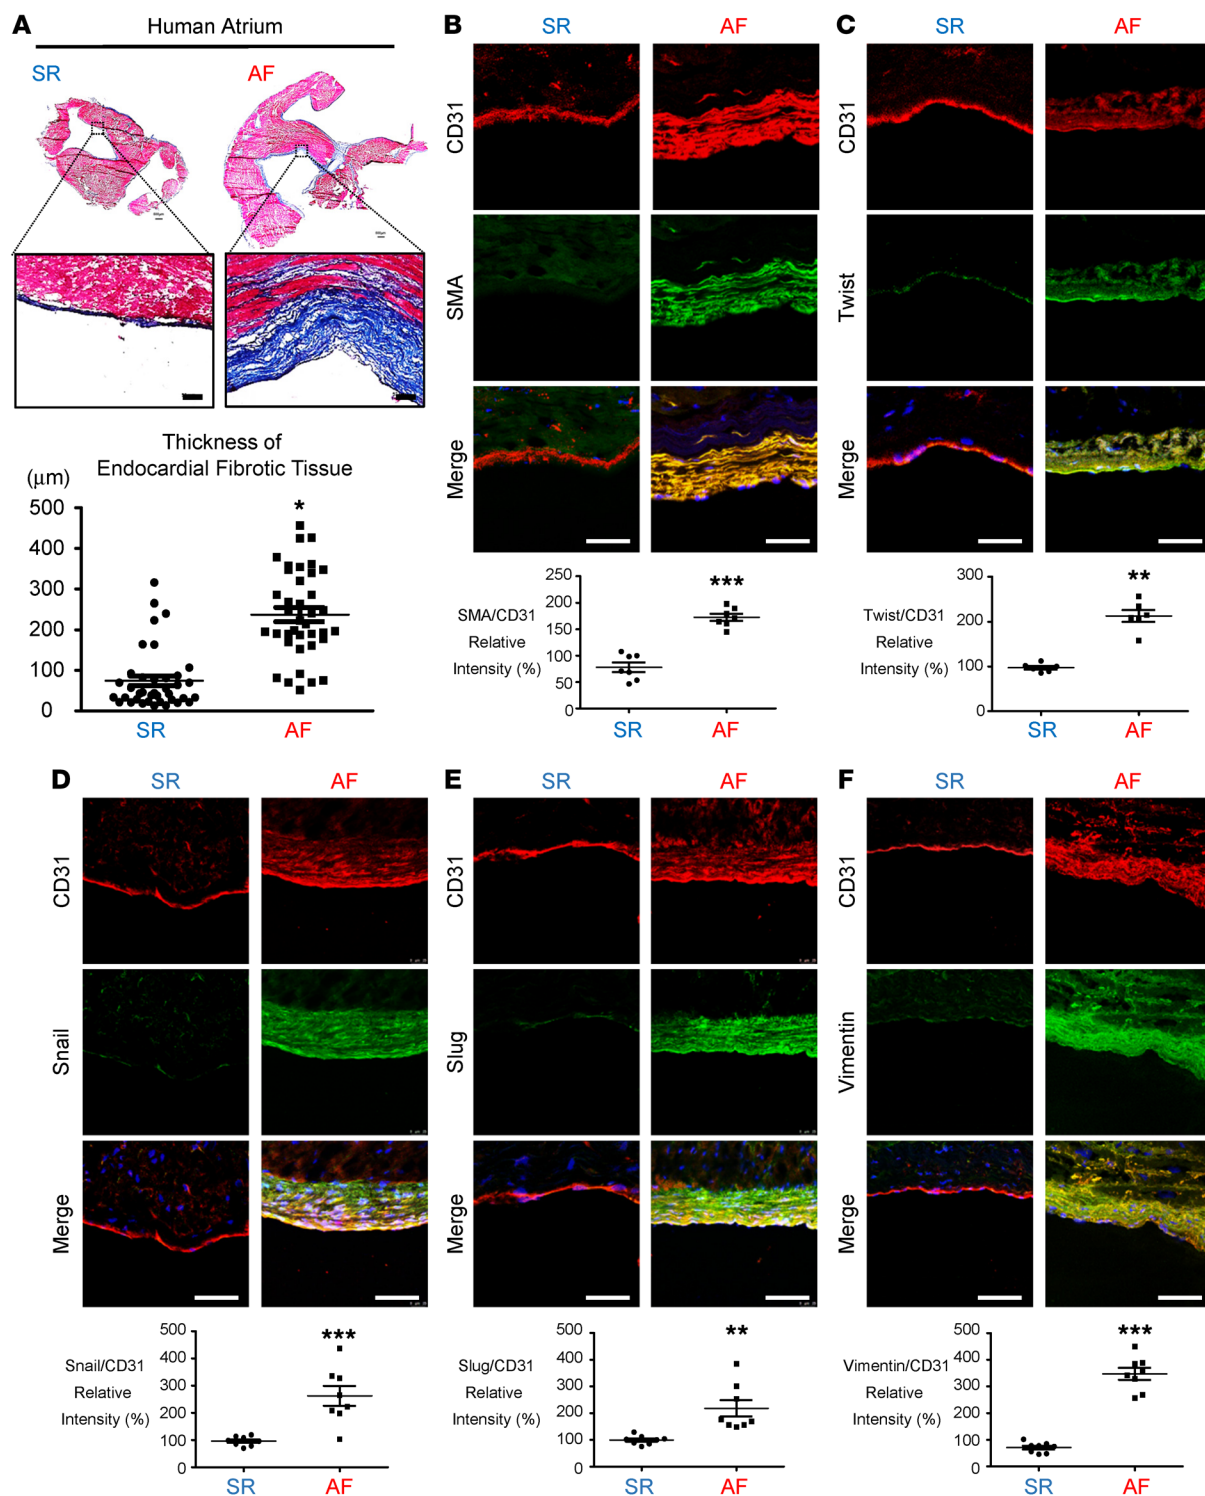 A
Human Atrium
SR
AF
Thickness of
Endocardial Fibrotic Tissue
(μm)
500
400
300
200
100
0
*
SR
AF
B
SR
AF
CD31
SMA
Merge
250
200
150
100
50
0
SMA/CD31
Relative
Intensity (%)
***
SR
AF
C
SR
AF
CD31
Twist
Merge
300
200
100
0
Twist/CD31
Relative
Intensity (%)
**
SR
AF
D
SR
AF
CD31
Snail
Merge
500
400
300
200
100
0
Snail/CD31
Relative
Intensity (%)
***
SR
AF
E
SR
AF
CD31
Slug
Merge
500
400
300
200
100
0
Slug/CD31
Relative
Intensity (%)
**
SR
AF
F
SR
AF
CD31
Vimentin
Merge
500
400
300
200
100
0
Vimentin/CD31
Relative
Intensity (%)
***
SR
AF